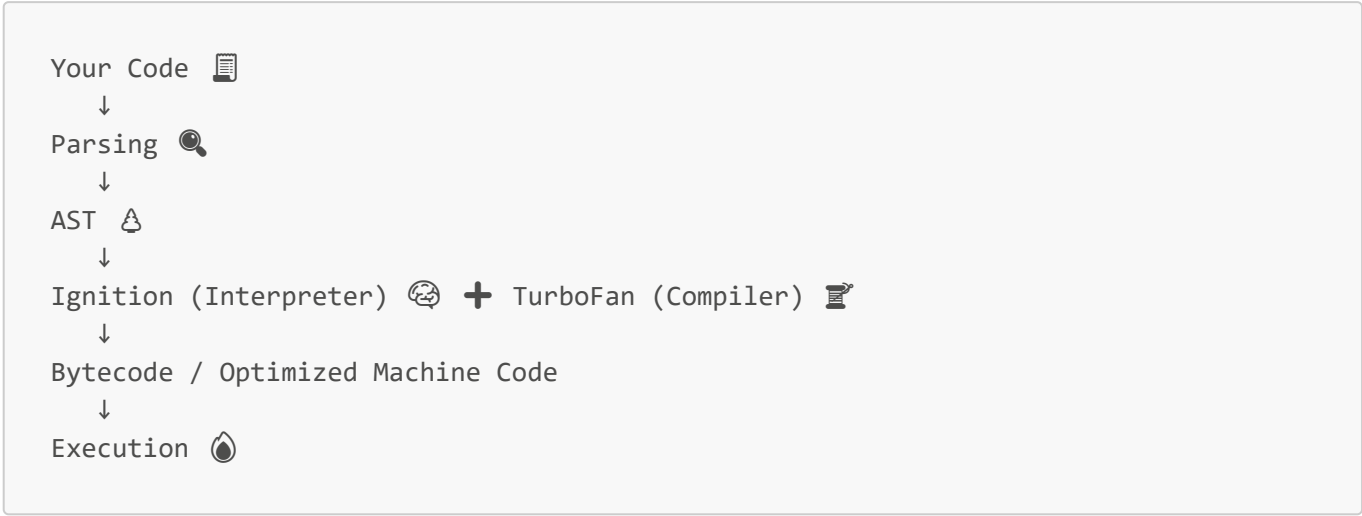 Your Code 🧾
↓
Parsing 🔍
↓
AST 🌲
↓
Ignition (Interpreter) 🧠 ➕ TurboFan (Compiler) 🧵
↓
Bytecode / Optimized Machine Code
↓
Execution 🔥